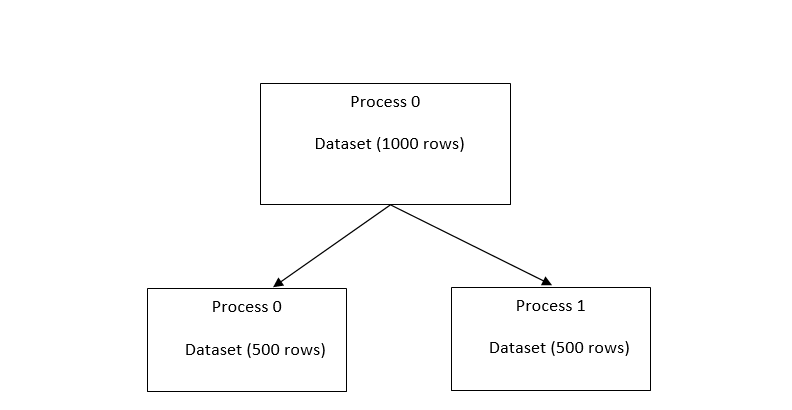 Process 0
Dataset (1000 rows)
Process 0
Dataset (500 rows)
Process 1
Dataset (500 rows)